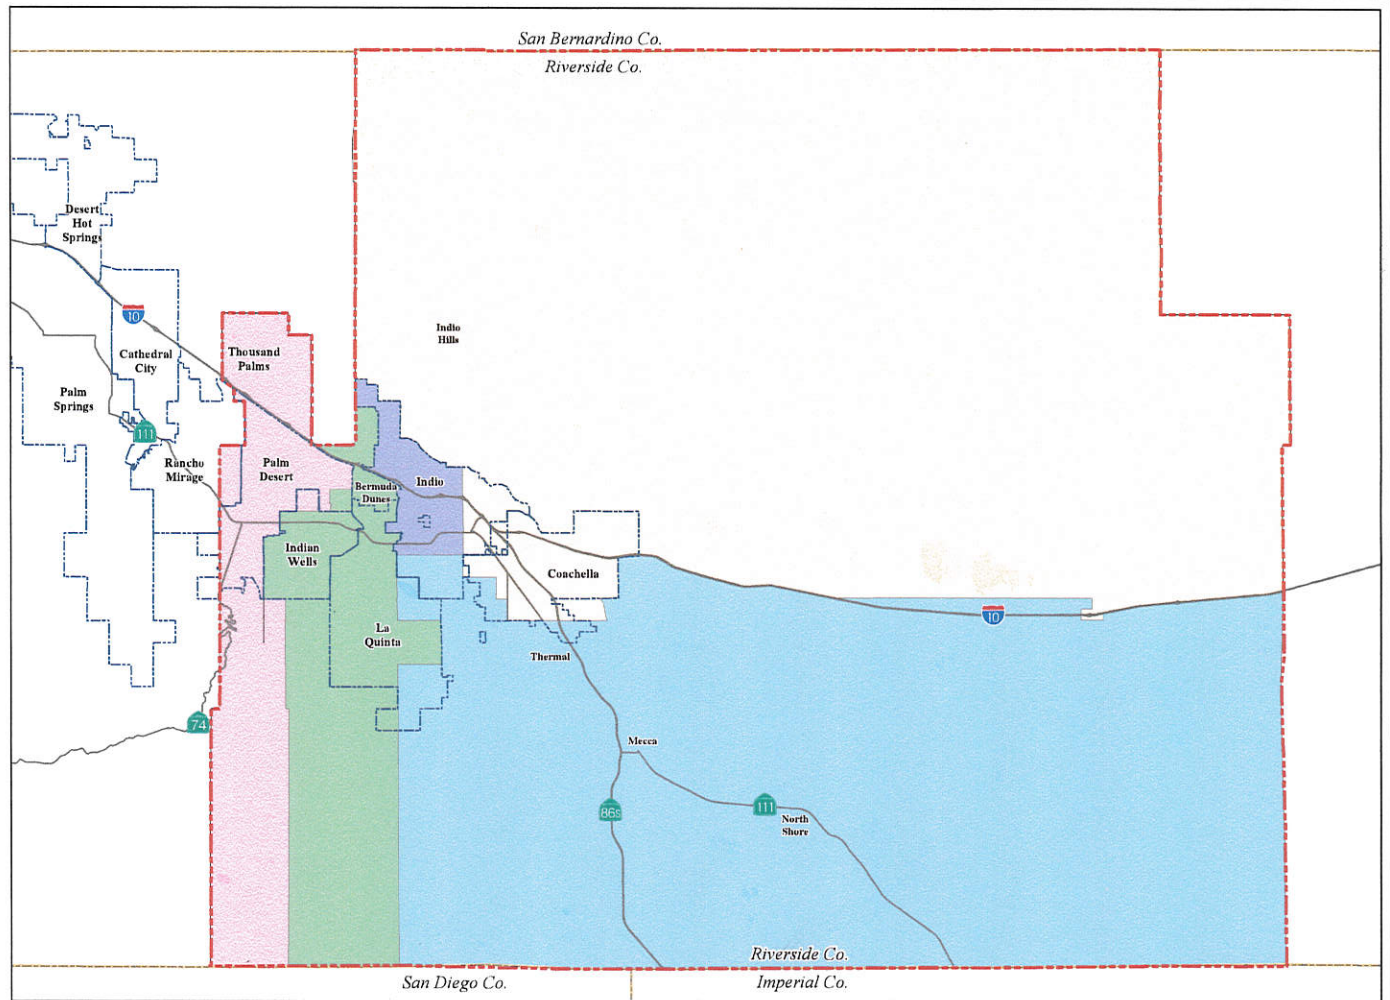 San Bernardino Co.
Riverside Co.
Desert
Hot
Springs
10
Indio
Hills
Thousand
Palms
Cathedral
City
Palm
Springs
111
Rancho
Mirage
Palm
Desert
Indio
Bermuda
Dunes
Indian
Wells
Coachella
10
La
Quinta
Thermal
74
Mecca
86s
111
North
Shore
Riverside Co.
San Diego Co.
Imperial Co.